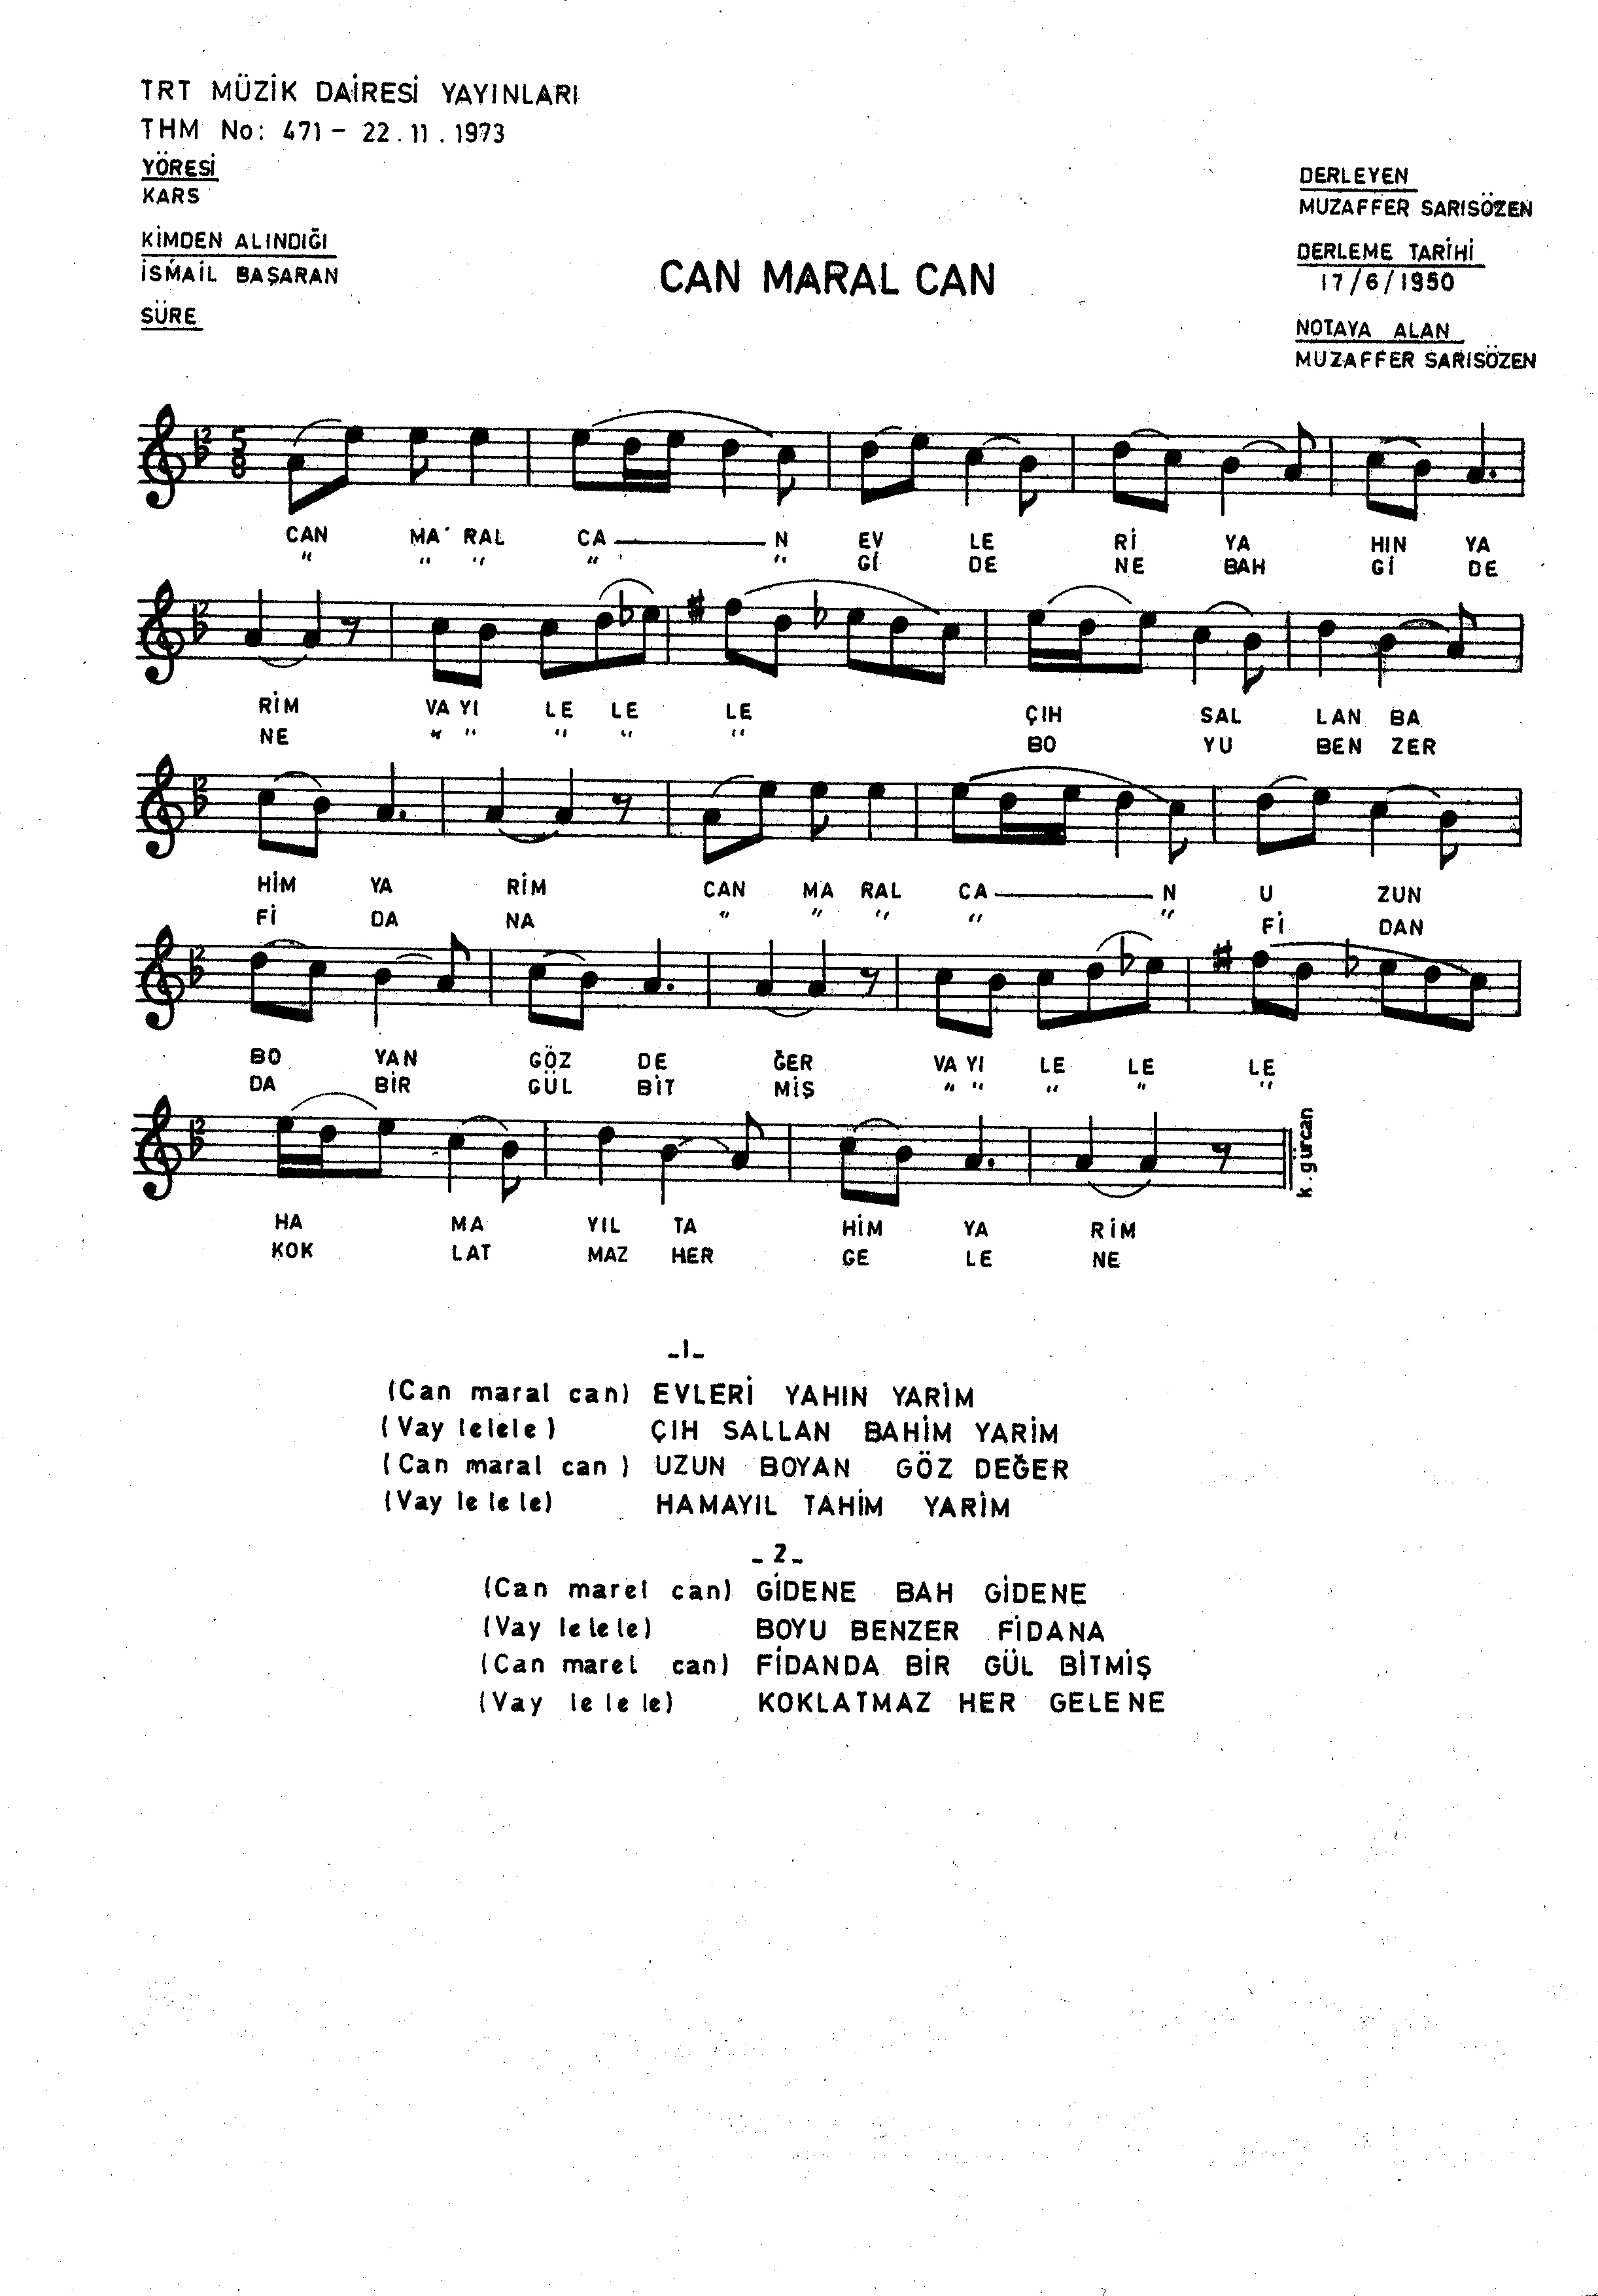 TRT MÜZİK DAİRESİ YAYINLARI
THM No: 471 - 22.11.1973
YÖRESİ
KARS
KİMDEN ALINDIĞI
İSMAİL BAŞARAN
SÜRE
CAN MARAL CAN
DERLEYEN
MUZAFFER SARISÖZEN
DERLEME TARİHİ
17/6/1950
NOTAYA ALAN
MUZAFFER SARISÖZEN
2
5
8
CAN MA RAL CA N EV LE Rİ YA HIN YA
" " " " " Gİ DE NE BAH Gİ DE
2
RİM VA YI LE LE LE ÇIH SAL LAN BA
NE " " " " " BO YU BEN ZER
2
HİM YA RİM CAN MA RAL CA N U ZUN
Fİ DA NA " " " " " Fİ DAN
2
BO YAN GÖZ DE ĞER VA YI LE LE LE
DA BİR GÜL BİT MİŞ " " " " "
2
k.gürcan
HA MA YIL TA HİM YA RİM
KOK LAT MAZ HER GE LE NE
-1-
(Can maral can) EVLERİ YAHIN YARİM
(Vay lelele) ÇIH SALLAN BAHİM YARİM
(Can maral can) UZUN BOYAN GÖZ DEĞER
(Vay le le le) HAMAYIL TAHİM YARİM
-2-
(Can marel can) GİDENE BAH GİDENE
(Vay le le le) BOYU BENZER FİDANA
(Can marel can) FİDANDA BİR GÜL BİTMİŞ
(Vay le le le) KOKLATMAZ HER GELENE